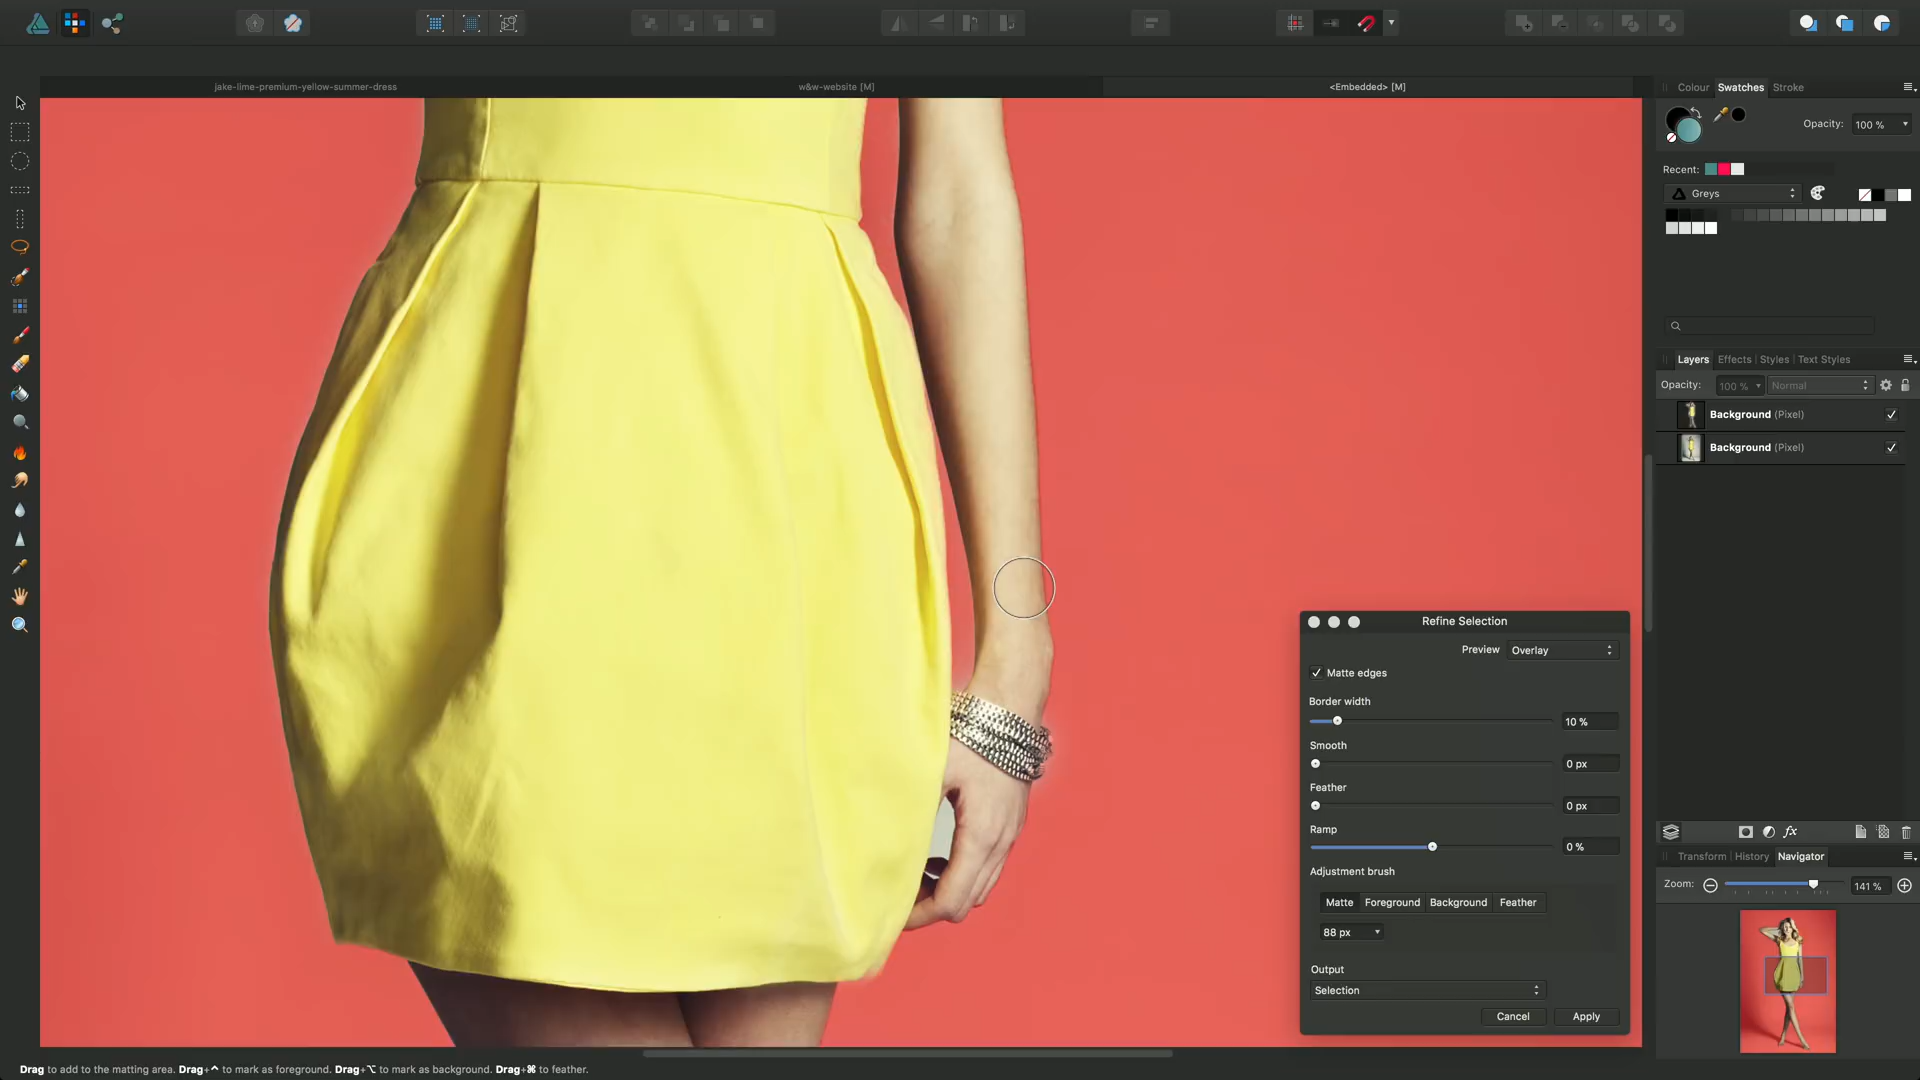 jake-lime-premium-yellow-summer-dress
w&w-website [M]
<Embedded> [M]
Colour Swatches Stroke
Opacity: 100 %
Recent:
Greys
Layers Effects Styles Text Styles
Opacity: 100 % Normal
Background (Pixel)
Background (Pixel)
fx
Transform History Navigator
Zoom: 141 %
Refine Selection
Preview Overlay
Matte edges
Border width
10 %
Smooth
0 px
Feather
0 px
Ramp
0 %
Adjustment brush
Matte Foreground Background Feather
88 px
Output
Selection
Cancel Apply
Drag to add to the matting area. Drag+⌃ to mark as foreground. Drag+⌥ to mark as background. Drag+⌘ to feather.